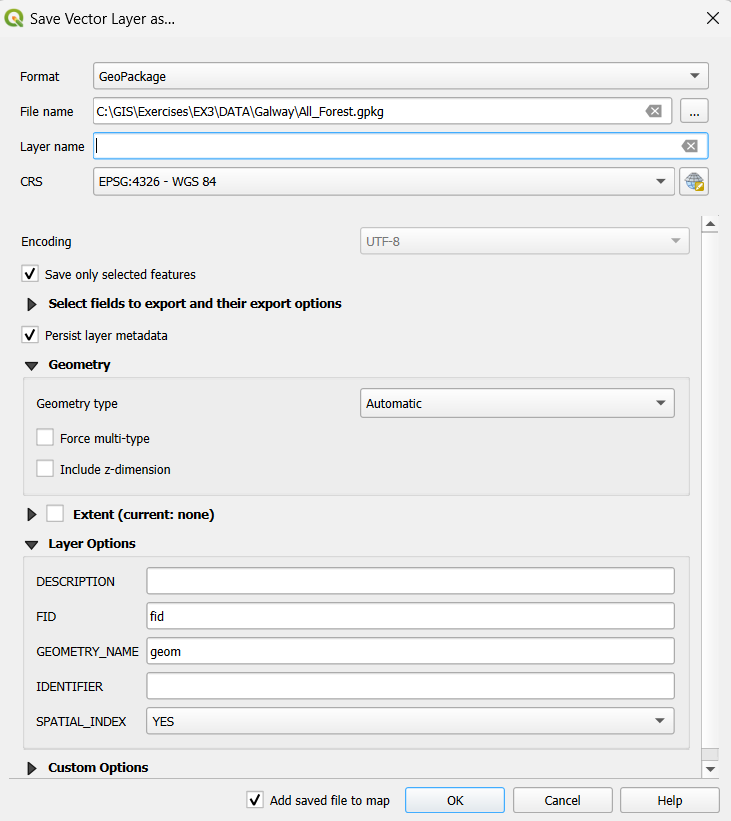 Save Vector Layer as...
Format GeoPackage
File name C:\GIS\Exercises\EX3\DATA\Galway\All_Forest.gpkg ...
Layer name
CRS EPSG:4326 - WGS 84
Encoding UTF-8
Save only selected features
Select fields to export and their export options
Persist layer metadata
Geometry
Geometry type Automatic
Force multi-type
Include z-dimension
Extent (current: none)
Layer Options
DESCRIPTION
FID fid
GEOMETRY_NAME geom
IDENTIFIER
SPATIAL_INDEX YES
Custom Options
Add saved file to map OK Cancel Help